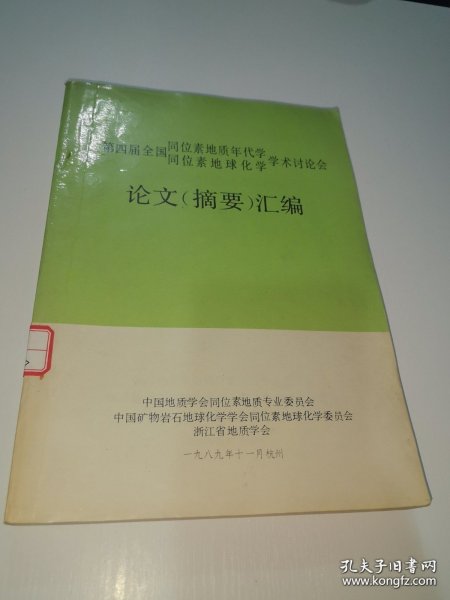 第四届全国同位素地质年代学
同位素地球化学学术讨论会
论文(摘要)汇编
中国地质学会同位素地质专业委员会
中国矿物岩石地球化学学会同位素地球化学委员会
浙江省地质学会
一九八九年十一月杭州
孔夫子旧书网
www.kongfz.com